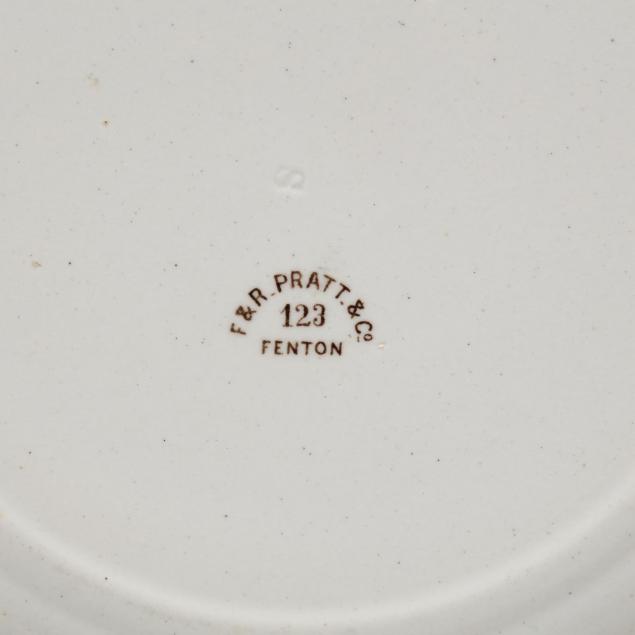 S
F & R. PRATT. & Cº
123
FENTON